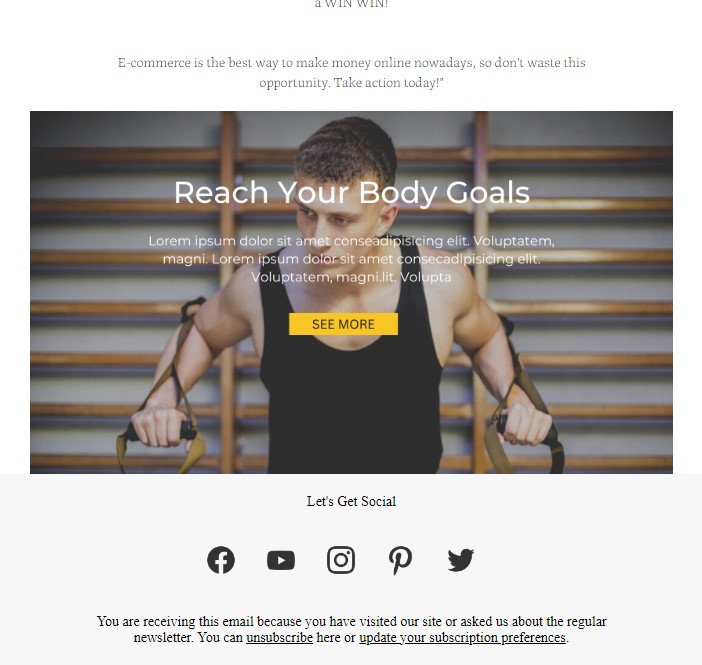 a WIN WIN!
E-commerce is the best way to make money online nowadays, so don't waste this
opportunity. Take action today!"
Reach Your Body Goals
Lorem ipsum dolor sit amet conseadipisicing elit. Voluptatem,
magni. Lorem ipsum dolor sit amet consecadipisicing elit.
Voluptatem, magni.lit. Volupta
SEE MORE
Let's Get Social
You are receiving this email because you have visited our site or asked us about the regular
newsletter. You can unsubscribe here or update your subscription preferences.